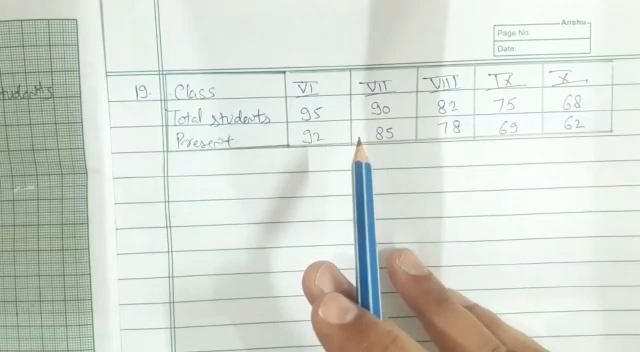 Anshu
Page No.
Date:
19. Class VI VII VIII IX X
Total students 95 90 82 75 68
Present 92 85 78 69 62